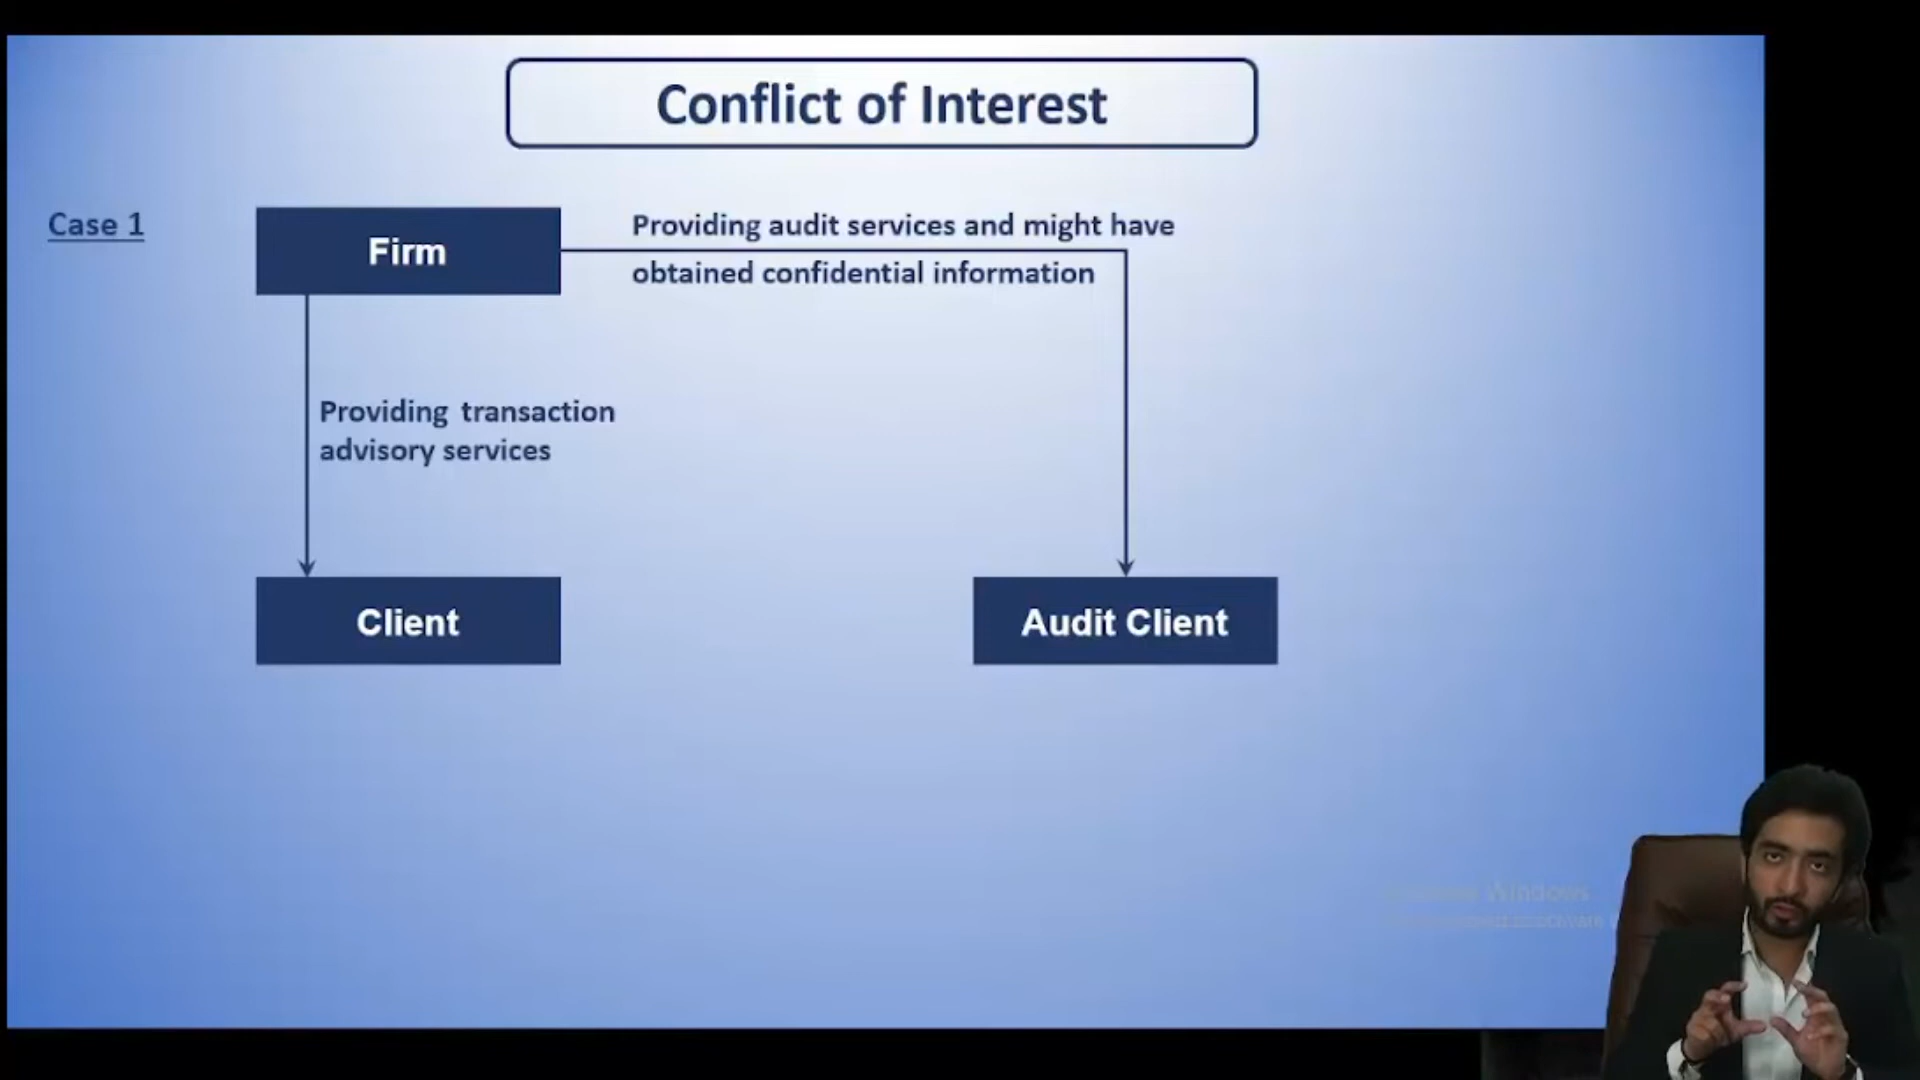 Conflict of Interest
Case 1
Firm
Providing audit services and might have
obtained confidential information
Providing transaction
advisory services
Client
Audit Client
Windows